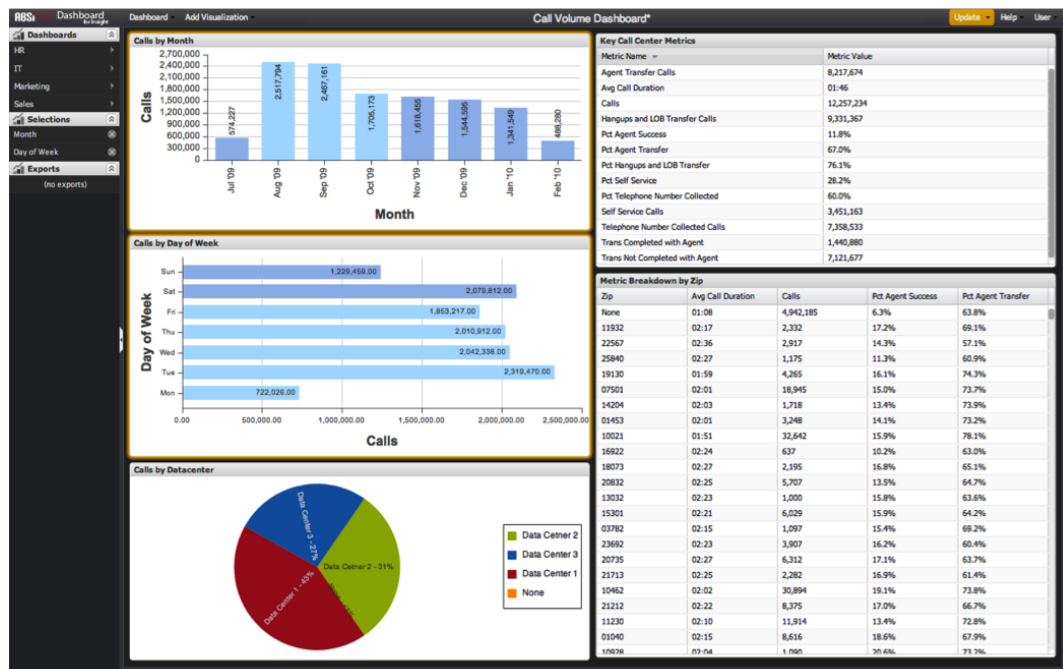 RBSi Dashboard
for Insight
Dashboard Add Visualization
Call Volume Dashboard*
Update Help User
Dashboards
HR
IT
Marketing
Sales
Selections
Month
Day of Week
Exports
(no exports)
Calls by Month
Calls
2,700,000
2,400,000
2,100,000
1,800,000
1,500,000
1,200,000
900,000
600,000
300,000
0
574,227
2,517,794
2,467,161
1,705,173
1,618,455
1,544,595
1,341,549
488,280
Jul '09
Aug '09
Sep '09
Oct '09
Nov '09
Dec '09
Jan '10
Feb '10
Month
Calls by Day of Week
Day of Week
Sun 1,229,459.00
Sat 2,079,812.00
Fri 1,853,217.00
Thu 2,010,912.00
Wed 2,042,338.00
Tue 2,319,470.00
Mon 722,026.00
0.00 500,000.00 1,000,000.00 1,500,000.00 2,000,000.00 2,500,000.00
Calls
Calls by Datacenter
Data Center 3 - 27%
Data Cetner 2 - 31%
Data Center 1 - 43%
Data Cetner 2
Data Center 3
Data Center 1
None
Key Call Center Metrics
Metric Name Metric Value
Agent Transfer Calls 8,217,674
Avg Call Duration 01:46
Calls 12,257,234
Hangups and LOB Transfer Calls 9,331,367
Pct Agent Success 11.8%
Pct Agent Transfer 67.0%
Pct Hangups and LOB Transfer 76.1%
Pct Self Service 28.2%
Pct Telephone Number Collected 60.0%
Self Service Calls 3,451,163
Telephone Number Collected Calls 7,358,533
Trans Completed with Agent 1,440,880
Trans Not Completed with Agent 7,121,677
Metric Breakdown by Zip
Zip Avg Call Duration Calls Pct Agent Success Pct Agent Transfer
None 01:08 4,942,185 6.3% 63.8%
11932 02:17 2,332 17.2% 69.1%
22567 02:36 2,917 14.3% 57.1%
25840 02:27 1,175 11.3% 60.9%
19130 01:59 4,265 16.1% 74.3%
07501 02:01 18,945 15.0% 73.7%
14204 02:03 1,718 13.4% 73.9%
01453 02:01 3,248 14.1% 73.2%
10021 01:51 32,642 15.9% 78.1%
16922 02:24 637 10.2% 63.0%
18073 02:27 2,195 16.8% 65.1%
20832 02:25 5,707 13.5% 64.7%
13032 02:23 1,000 15.8% 63.6%
15301 02:21 6,029 15.9% 64.2%
03782 02:15 1,097 15.4% 69.2%
23692 02:23 3,907 16.2% 60.4%
20735 02:27 6,312 17.1% 63.7%
21713 02:25 2,282 16.9% 61.4%
10462 02:02 30,894 19.1% 73.8%
21212 02:22 8,375 17.0% 66.7%
11230 02:10 11,914 13.4% 72.8%
01040 02:15 8,616 18.6% 67.9%
10928 02:04 1,090 20.6% 73.2%